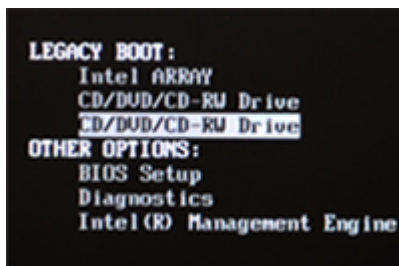 LEGACY BOOT:
Intel ARRAY
CD/DVD/CD-RW Drive
CD/DVD/CD-RW Drive
OTHER OPTIONS:
BIOS Setup
Diagnostics
Intel(R) Management Engine